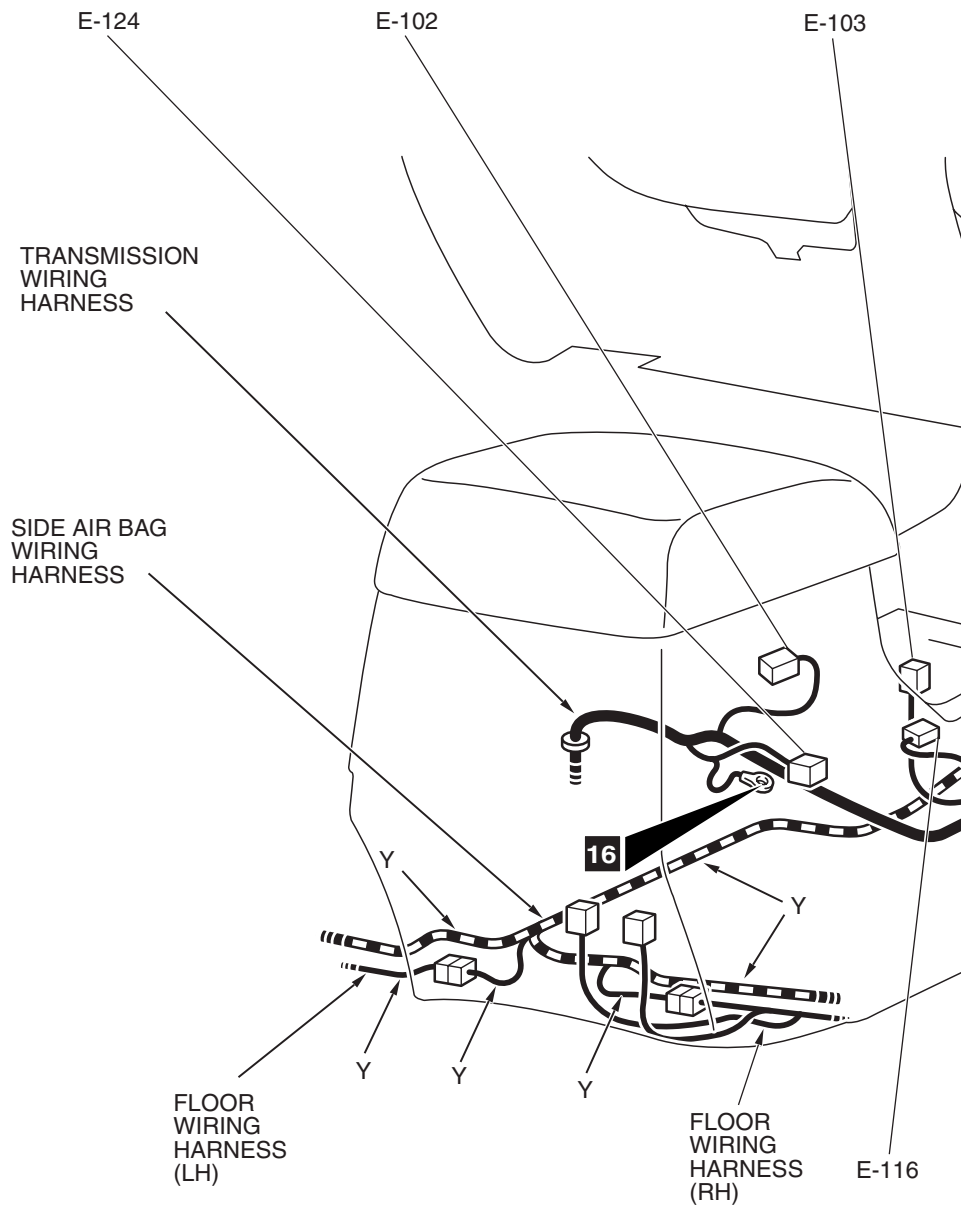 E-124
E-102
E-103
TRANSMISSION
WIRING
HARNESS
SIDE AIR BAG
WIRING
HARNESS
16
Y
Y
Y
Y
Y
FLOOR
WIRING
HARNESS
(LH)
FLOOR
WIRING
HARNESS
(RH)
E-116